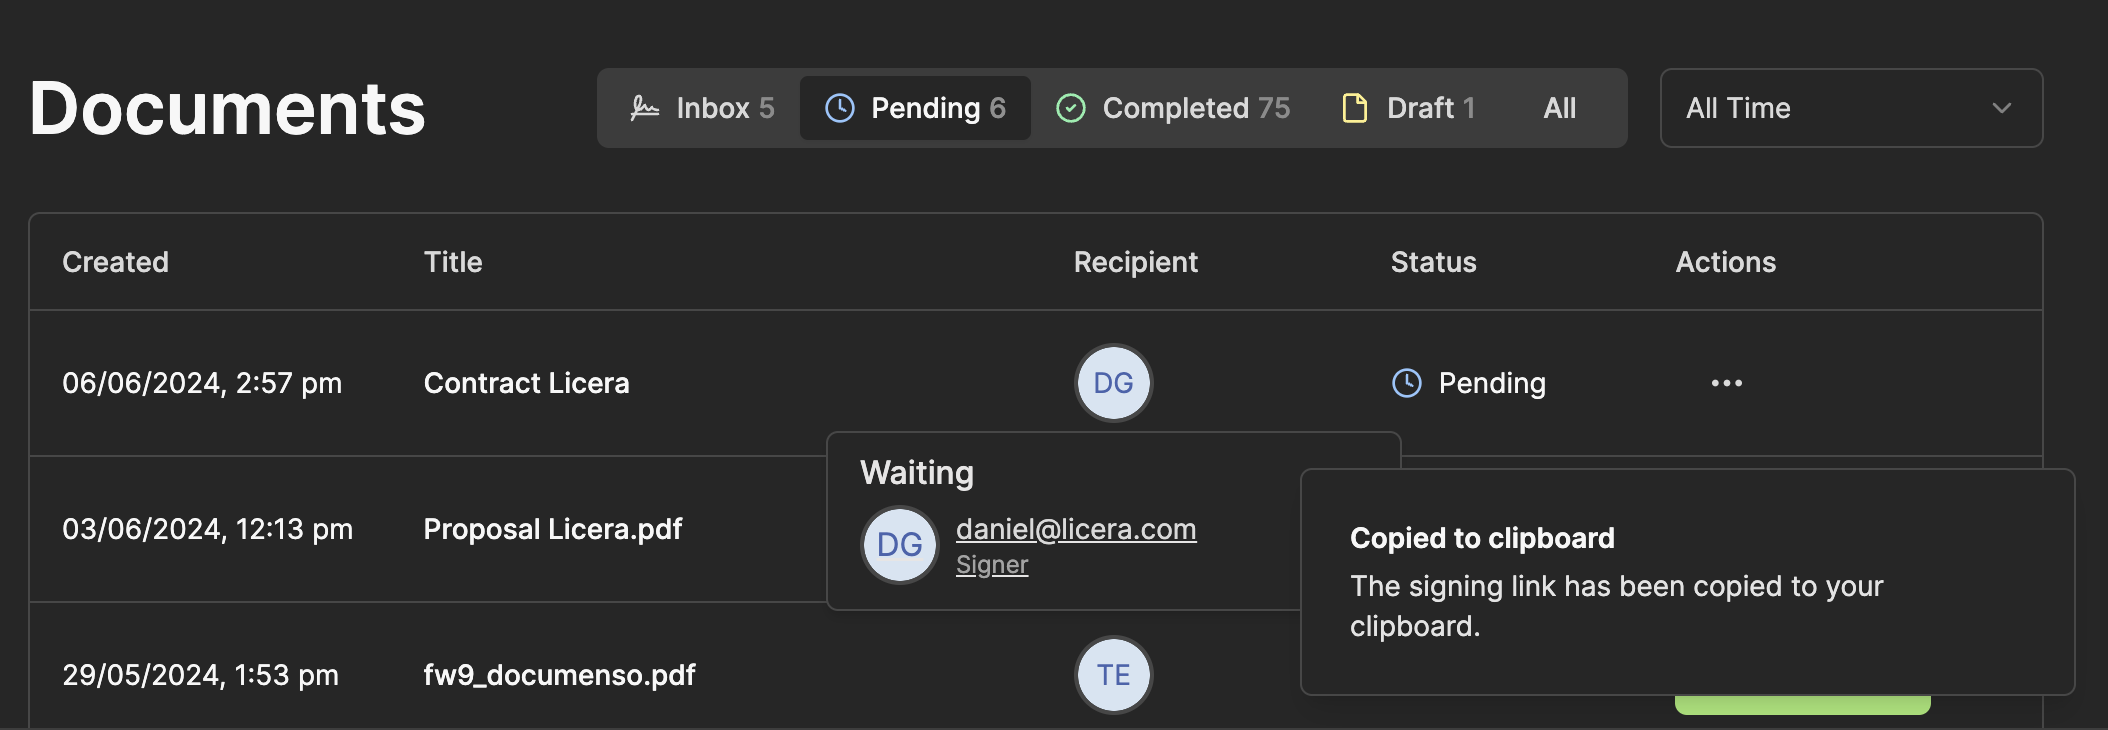 Documents
Inbox 5
Pending 6
Completed 75
Draft 1
All
All Time
Created Title Recipient Status Actions
06/06/2024, 2:57 pm Contract Licera DG Pending
03/06/2024, 12:13 pm Proposal Licera.pdf
Waiting
DG daniel@licera.com
Signer
Copied to clipboard
The signing link has been copied to your
clipboard.
29/05/2024, 1:53 pm fw9_documenso.pdf TE